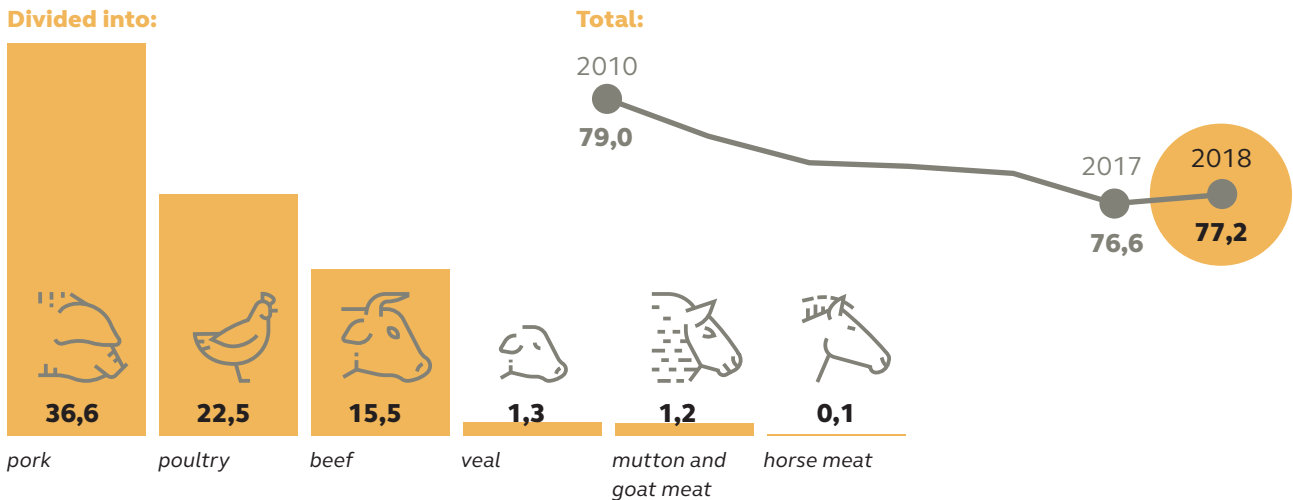 Divided into:
36,6
22,5
15,5
1,3
1,2
0,1
pork
poultry
beef
veal
mutton and
goat meat
horse meat
Total:
2010
79,0
2017
76,6
2018
77,2